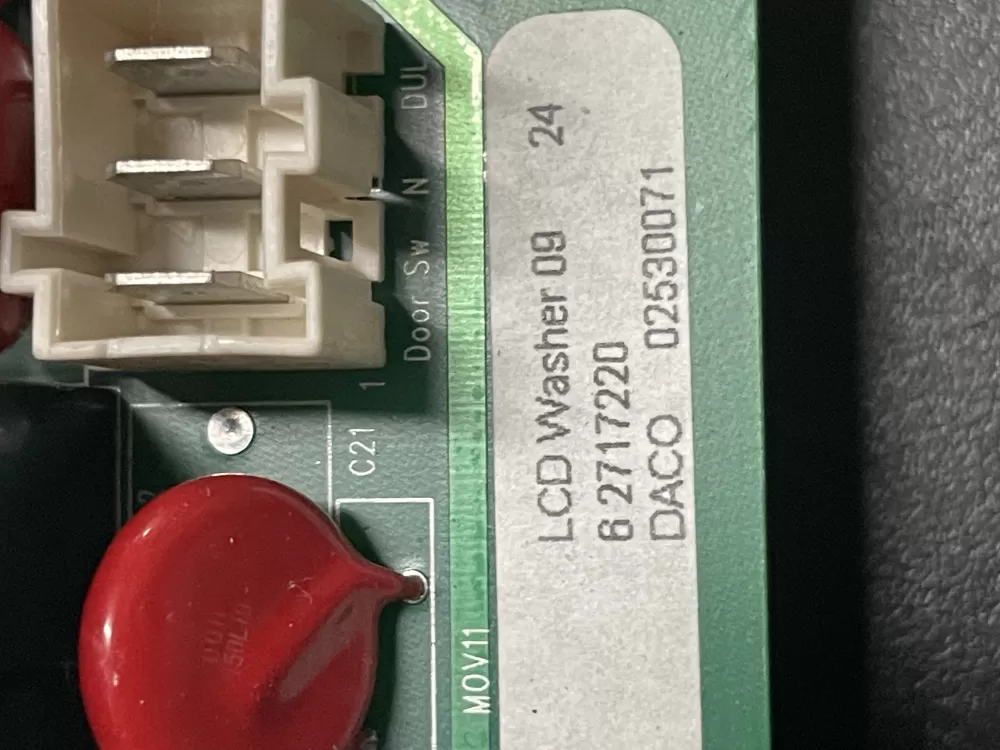 LCD Washer 09 24
6 2717220
DACO 02530071
Door Sw N DUL
1
C21
MOV11